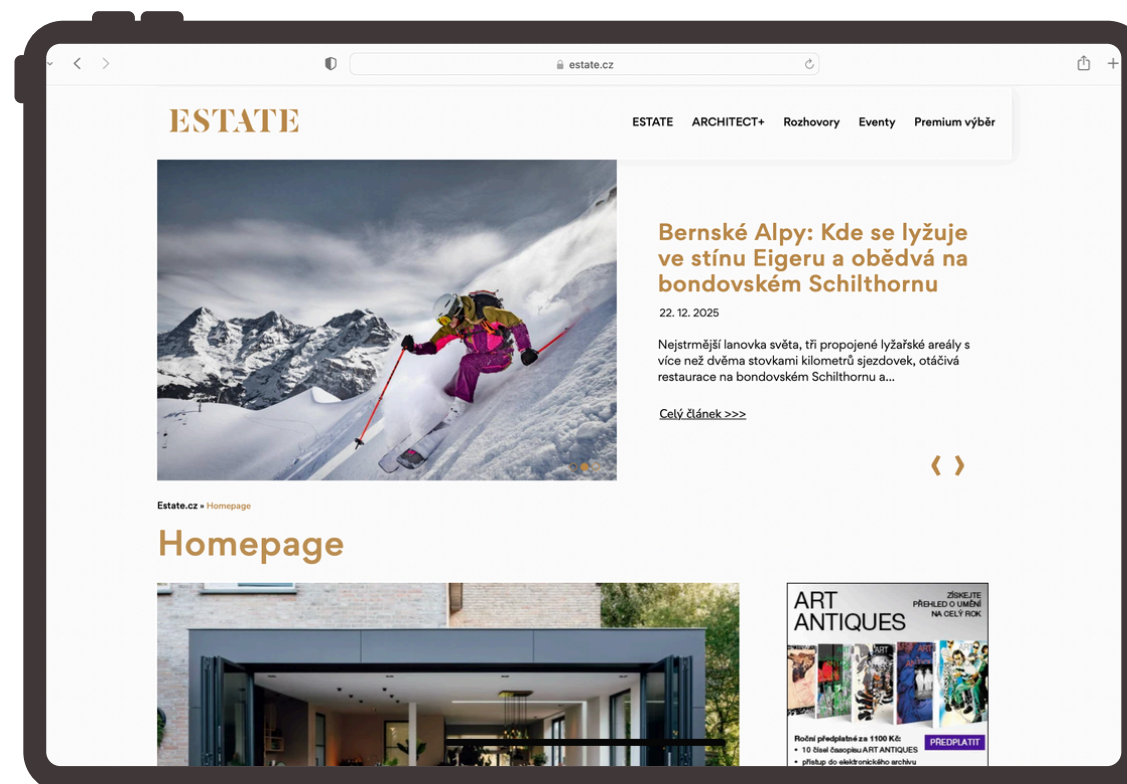 estate.cz
ESTATE
ESTATE ARCHITECT+ Rozhovory Eventy Premium výběr
Bernské Alpy: Kde se lyžuje
ve stínu Eigeru a obědvá na
bondovském Schilthornu
22. 12. 2025
Nejstrmější lanovka světa, tři propojené lyžařské areály s
více než dvěma stovkami kilometrů sjezdovek, otáčivá
restaurace na bondovském Schilthornu a...
Celý článek >>>
Estate.cz » Homepage
Homepage
ART
ANTIQUES
ZÍSKEJTE
PŘEHLED O UMĚNÍ
NA CELÝ ROK
Roční předplatné za 1100 Kč:
• 10 čísel časopisu ART ANTIQUES
• přístup do elektronického archivu
PŘEDPLATIT